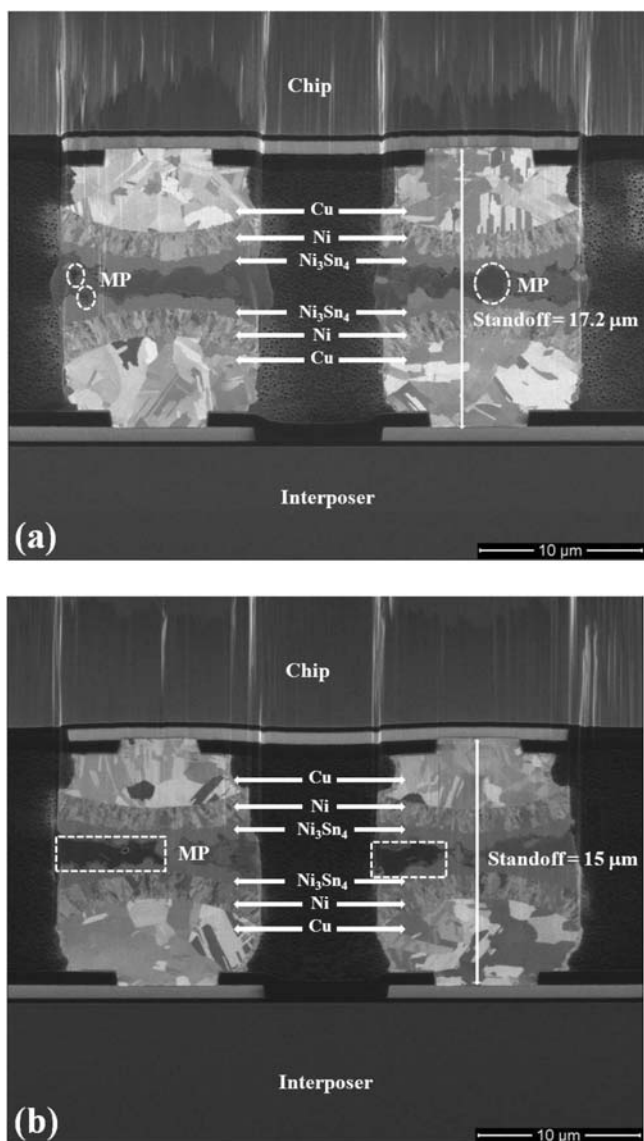 Chip
Cu
Ni
Ni₃Sn₄
MP
MP
Ni₃Sn₄
Standoff = 17.2 μm
Ni
Cu
Interposer
(a)
10 μm
Chip
Cu
Ni
Ni₃Sn₄
MP
Standoff = 15 μm
Ni₃Sn₄
Ni
Cu
Interposer
(b)
10 μm